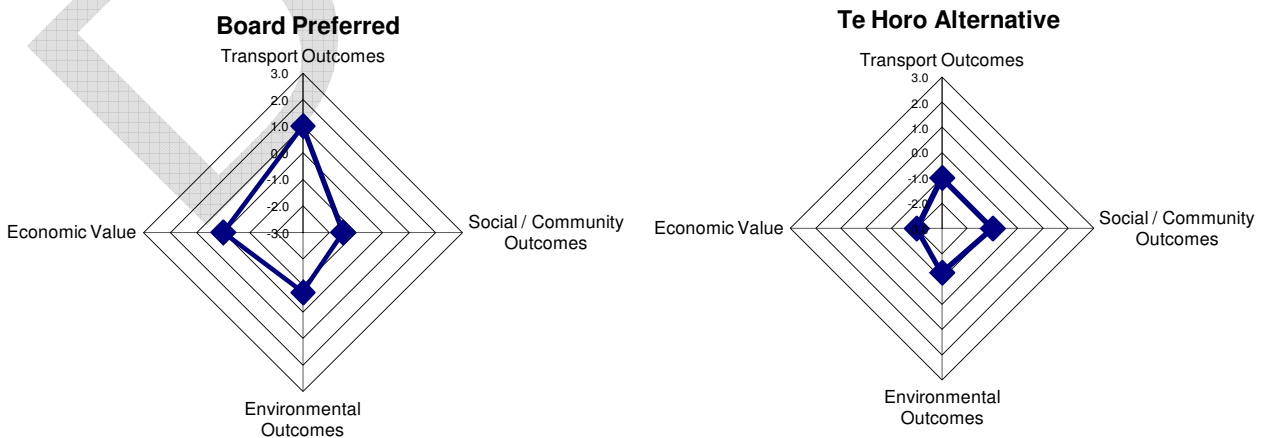 Board Preferred
Transport Outcomes
3.0
2.0
1.0
0.0
-1.0
-2.0
-3.0
Economic Value
Social / Community
Outcomes
Environmental
Outcomes
Te Horo Alternative
Transport Outcomes
3.0
2.0
1.0
0.0
-1.0
-2.0
Economic Value
Social / Community
Outcomes
Environmental
Outcomes